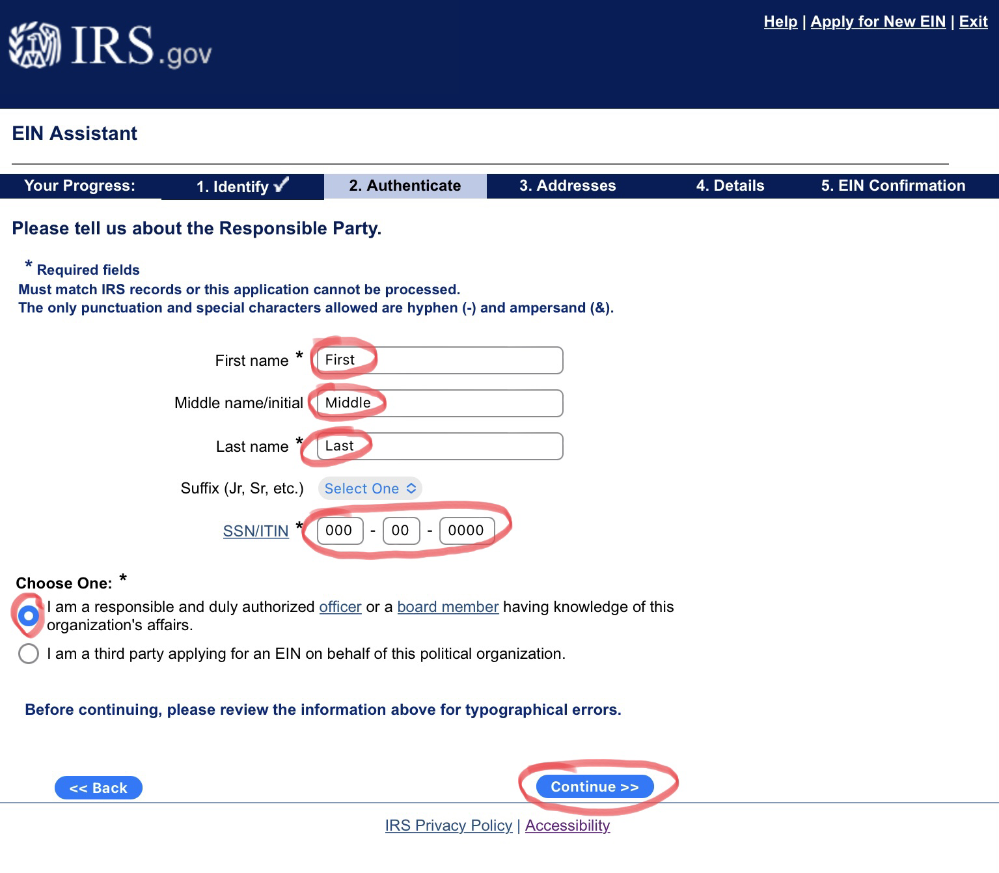 Help | Apply for New EIN | Exit
IRS.gov
EIN Assistant
Your Progress: 1. Identify ✓ 2. Authenticate 3. Addresses 4. Details 5. EIN Confirmation
Please tell us about the Responsible Party.
* Required fields
Must match IRS records or this application cannot be processed.
The only punctuation and special characters allowed are hyphen (-) and ampersand (&).
First name * First
Middle name/initial Middle
Last name * Last
Suffix (Jr, Sr, etc.) Select One
SSN/ITIN * 000 - 00 - 0000
Choose One: *
I am a responsible and duly authorized officer or a board member having knowledge of this
organization's affairs.
I am a third party applying for an EIN on behalf of this political organization.
Before continuing, please review the information above for typographical errors.
<< Back Continue >>
IRS Privacy Policy | Accessibility